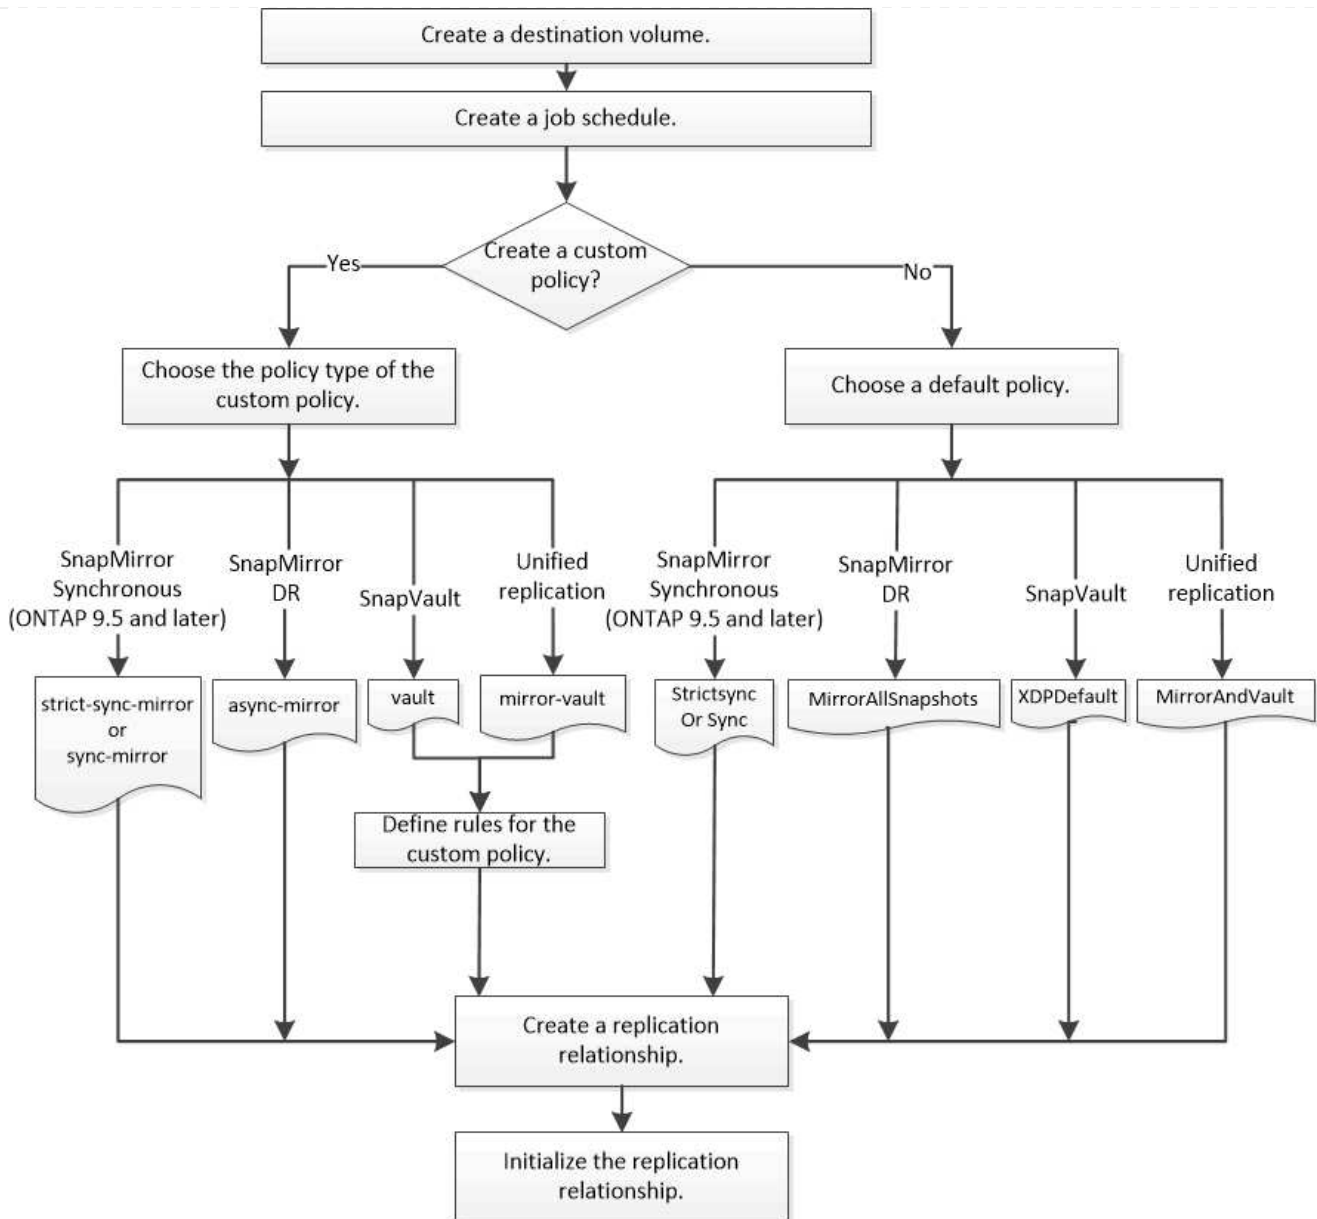 Create a destination volume.
Create a job schedule.
Create a custom
policy?
Yes
No
Choose the policy type of the
custom policy.
Choose a default policy.
SnapMirror
Synchronous
(ONTAP 9.5 and later)
SnapMirror
DR
SnapVault
Unified
replication
SnapMirror
Synchronous
(ONTAP 9.5 and later)
SnapMirror
DR
SnapVault
Unified
replication
strict-sync-mirror
or
sync-mirror
async-mirror
vault
mirror-vault
Strictsync
Or Sync
MirrorAllSnapshots
XDPDefault
MirrorAndVault
Define rules for the
custom policy.
Create a replication
relationship.
Initialize the replication
relationship.